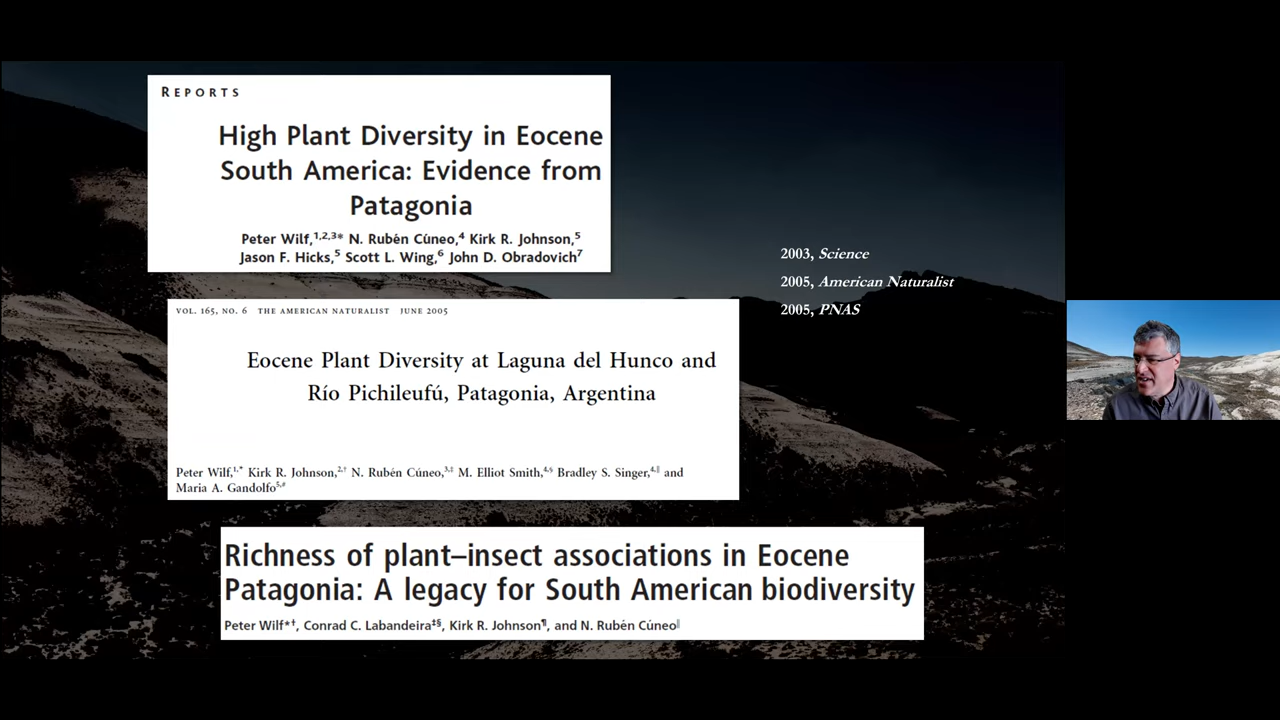 REPORTS
High Plant Diversity in Eocene
South America: Evidence from
Patagonia
Peter Wilf,1,2,3* N. Rubén Cúneo,4 Kirk R. Johnson,5
Jason F. Hicks,5 Scott L. Wing,6 John D. Obradovich7
2003, Science
2005, American Naturalist
2005, PNAS
VOL. 165, NO. 6 THE AMERICAN NATURALIST JUNE 2005
Eocene Plant Diversity at Laguna del Hunco and
Río Pichileufú, Patagonia, Argentina
Peter Wilf,1,* Kirk R. Johnson,2,† N. Rubén Cúneo,3,‡ M. Elliot Smith,4,§ Bradley S. Singer,4,‖ and
Maria A. Gandolfo5,#
Richness of plant–insect associations in Eocene
Patagonia: A legacy for South American biodiversity
Peter Wilf*†, Conrad C. Labandeira‡§, Kirk R. Johnson¶, and N. Rubén Cúneo‖